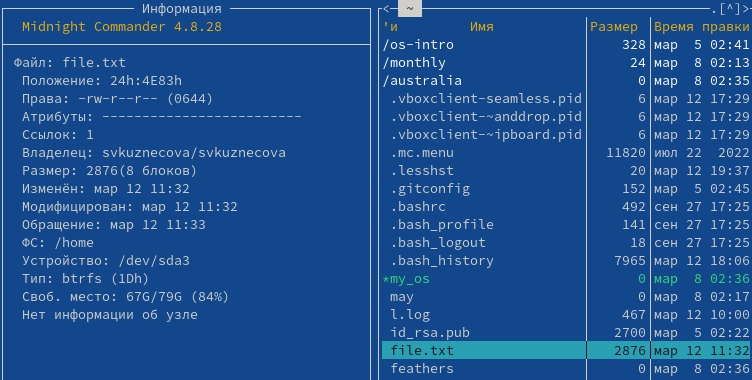 Информация
Midnight Commander 4.8.28
Файл: file.txt
Положение: 24h:4E83h
Права: -rw-r--r-- (0644)
Атрибуты: -------------------------
Ссылок: 1
Владелец: svkuznecova/svkuznecova
Размер: 2876(8 блоков)
Изменён: мар 12 11:32
Модифицирован: мар 12 11:32
Обращение: мар 12 11:33
ФС: /home
Устройство: /dev/sda3
Тип: btrfs (1Dh)
Своб. место: 67G/79G (84%)
Нет информации об узле
<─ ~ .[^]>
'и Имя Размер Время правки
/os-intro 328 мар 5 02:41
/monthly 24 мар 8 02:13
/australia 0 мар 8 02:35
.vboxclient-seamless.pid 6 мар 12 17:29
.vboxclient-~anddrop.pid 6 мар 12 17:29
.vboxclient-~ipboard.pid 6 мар 12 17:29
.mc.menu 11820 июл 22 2022
.lesshst 20 мар 12 19:37
.gitconfig 152 мар 5 02:45
.bashrc 492 сен 27 17:25
.bash_profile 141 сен 27 17:25
.bash_logout 18 сен 27 17:25
.bash_history 7965 мар 12 18:06
*my_os 0 мар 8 02:36
may 0 мар 8 02:17
l.log 467 мар 12 10:00
id_rsa.pub 2700 мар 5 02:22
file.txt 2876 мар 12 11:32
feathers 0 мар 8 02:36